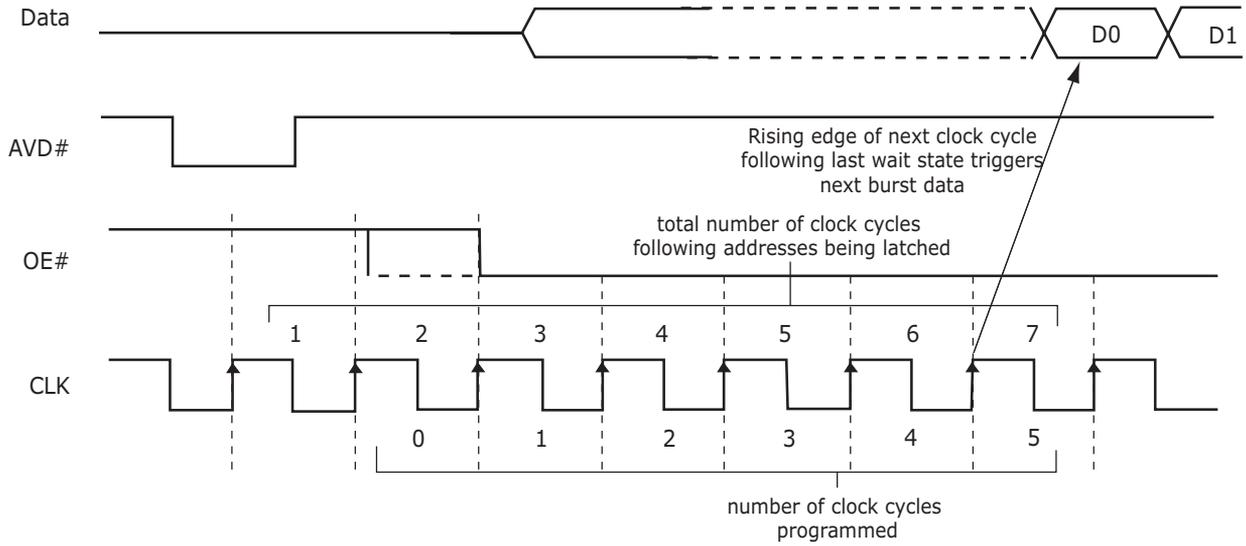 Data
D0
D1
AVD#
Rising edge of next clock cycle
following last wait state triggers
next burst data
total number of clock cycles
following addresses being latched
OE#
1 2 3 4 5 6 7
CLK
0 1 2 3 4 5
number of clock cycles
programmed